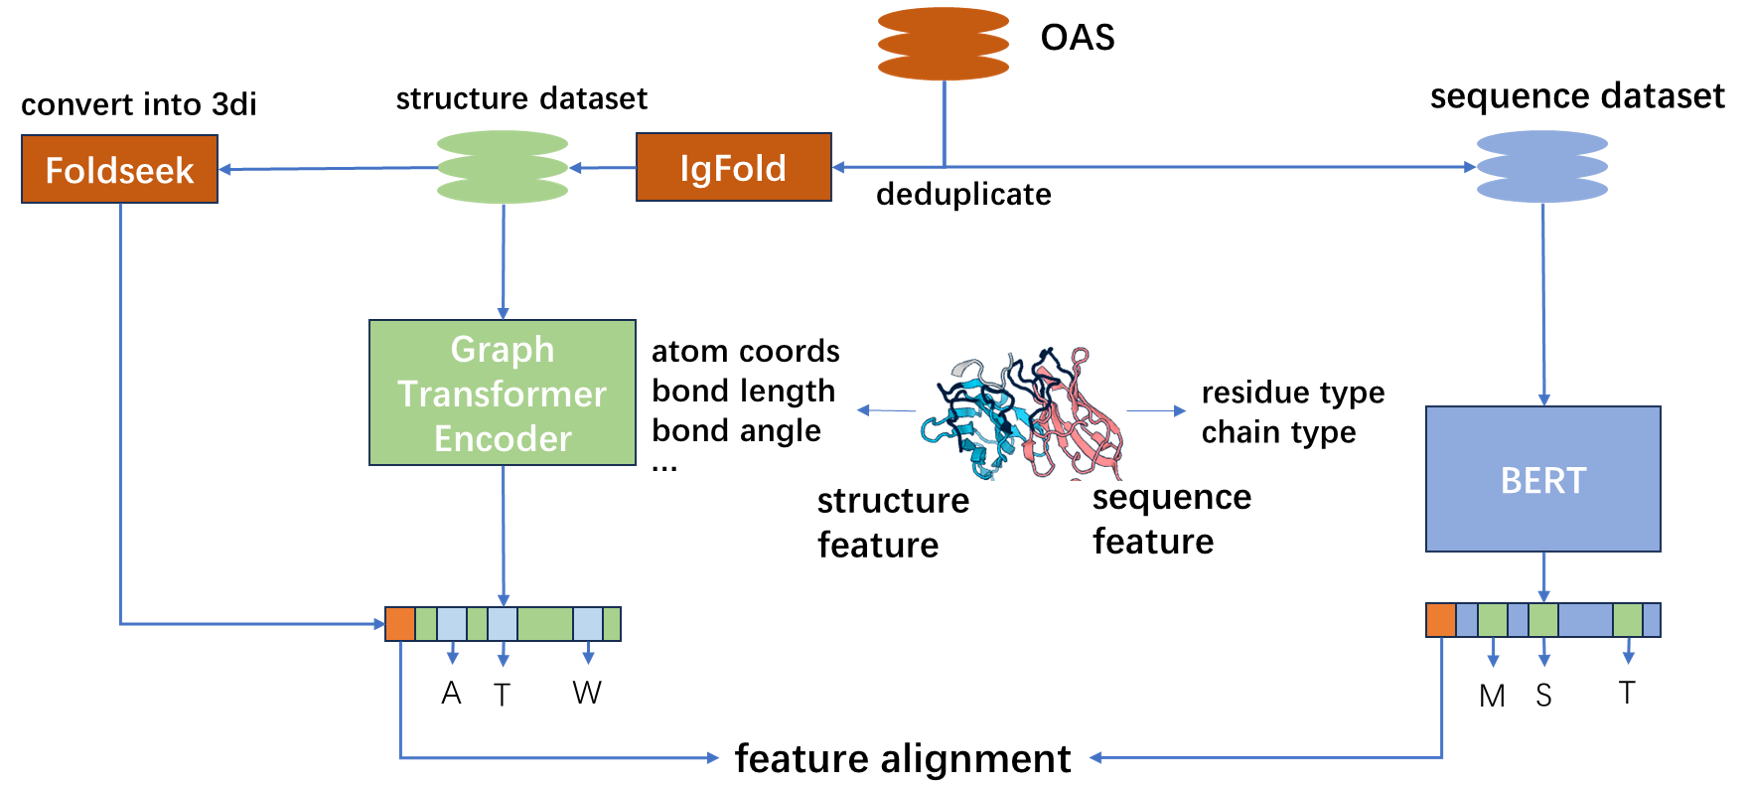 OAS
convert into 3di
structure dataset
sequence dataset
Foldseek
IgFold
deduplicate
Graph
Transformer
Encoder
atom coords
bond length
bond angle
...
residue type
chain type
structure
feature
sequence
feature
BERT
A T W
M S T
feature alignment